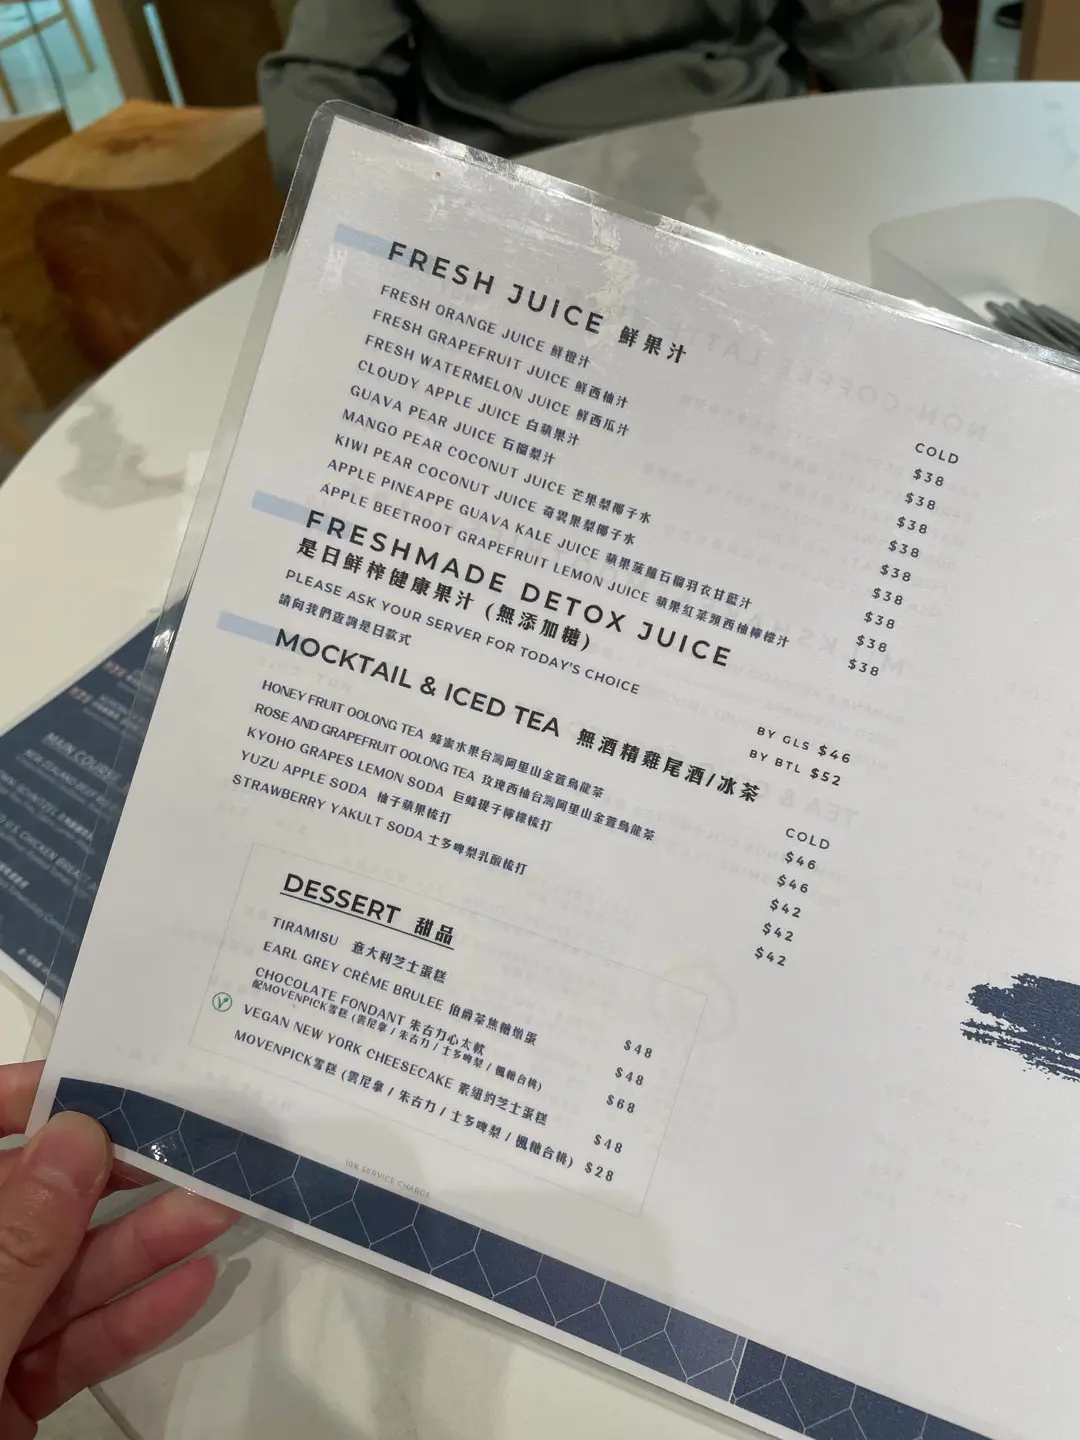 FRESH JUICE 鮮果汁
COLD
FRESH ORANGE JUICE 鮮橙汁 $38
FRESH GRAPEFRUIT JUICE 鮮西柚汁 $38
FRESH WATERMELON JUICE 鮮西瓜汁 $38
CLOUDY APPLE JUICE 白蘋果汁 $38
GUAVA PEAR JUICE 石榴梨汁 $38
MANGO PEAR COCONUT JUICE 芒果梨椰子水 $38
KIWI PEAR COCONUT JUICE 奇異果梨椰子水 $38
APPLE PINEAPPE GUAVA KALE JUICE 蘋果菠蘿石榴羽衣甘藍汁 $38
APPLE BEETROOT GRAPEFRUIT LEMON JUICE 蘋果紅菜頭西柚檸檬汁 $38
FRESHMADE DETOX JUICE
是日鮮榨健康果汁 (無添加糖)
PLEASE ASK YOUR SERVER FOR TODAY'S CHOICE BY GLS $46
請向我們查詢是日款式 BY BTL $52
MOCKTAIL & ICED TEA 無酒精雞尾酒/冰茶
COLD
HONEY FRUIT OOLONG TEA 蜂蜜水果台灣阿里山金萱烏龍茶 $46
ROSE AND GRAPEFRUIT OOLONG TEA 玫瑰西柚台灣阿里山金萱烏龍茶 $46
KYOHO GRAPES LEMON SODA 巨蜂提子檸檬梳打 $42
YUZU APPLE SODA 柚子蘋果梳打 $42
STRAWBERRY YAKULT SODA 士多啤梨乳酸梳打 $42
DESSERT 甜品
TIRAMISU 意大利芝士蛋糕 $48
EARL GREY CRÈME BRULEE 伯爵茶焦糖燉蛋 $48
CHOCOLATE FONDANT 朱古力心太軟 $68
配MOVENPICK雪糕 (雲尼拿 / 朱古力 / 士多啤梨 / 楓糖合桃)
VEGAN NEW YORK CHEESECAKE 素紐約芝士蛋糕 $48
MOVENPICK雪糕 (雲尼拿 / 朱古力 / 士多啤梨 / 楓糖合桃) $28
10% SERVICE CHARGE
MAIN COURSE